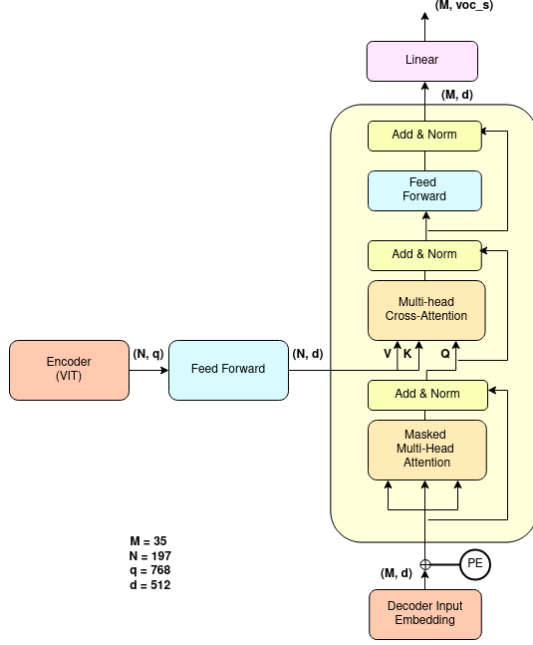 (M, voc_s)
Linear
(M, d)
Add & Norm
Feed
Forward
Add & Norm
Multi-head
Cross-Attention
V K Q
Encoder
(VIT)
(N, q)
Feed Forward
(N, d)
Add & Norm
Masked
Multi-Head
Attention
M = 35
N = 197
q = 768
d = 512
PE
(M, d)
Decoder Input
Embedding